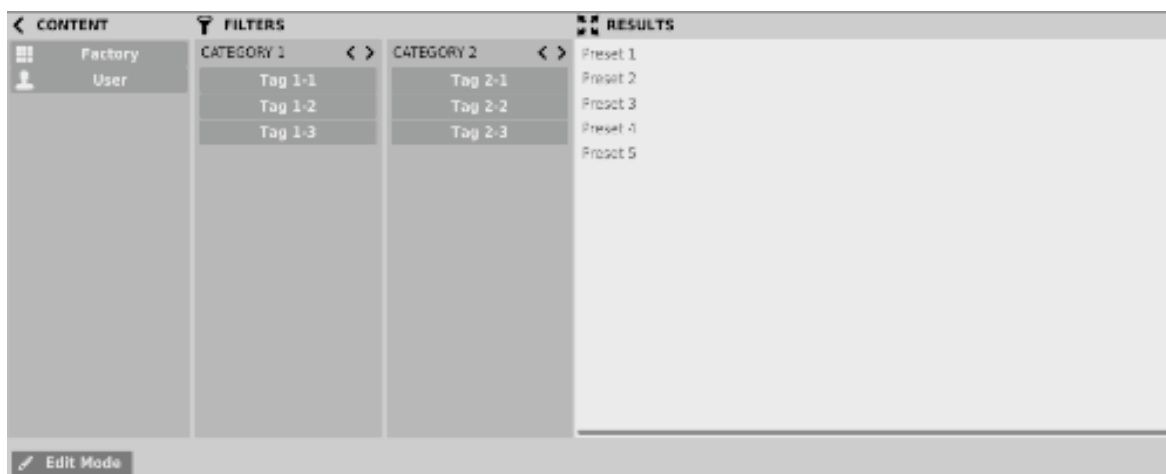 CONTENT
Factory
User
FILTERS
CATEGORY 1
Tag 1-1
Tag 1-2
Tag 1-3
CATEGORY 2
Tag 2-1
Tag 2-2
Tag 2-3
RESULTS
Preset 1
Preset 2
Preset 3
Preset 4
Preset 5
Edit Mode